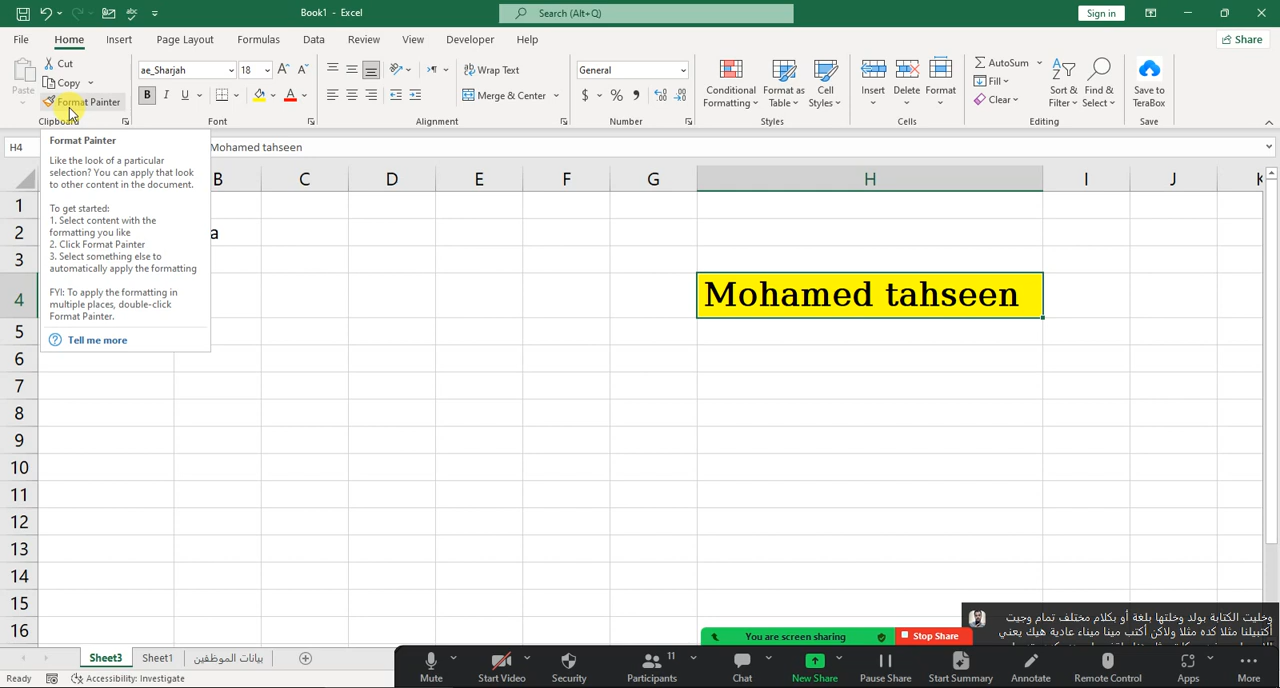 Book1 - Excel
Search (Alt+Q)
Sign in
File Home Insert Page Layout Formulas Data Review View Developer Help
Share
Paste
Cut
Copy
Format Painter
Clipboard
ae_Sharjah 18
B I U
Font
Wrap Text
Merge & Center
Alignment
General
$ % ,
Number
Conditional Formatting
Format as Table
Cell Styles
Styles
Insert
Delete
Format
Cells
AutoSum
Fill
Clear
Sort & Filter
Find & Select
Editing
Save to TeraBox
Save
H4
Mohamed tahseen
Format Painter
Like the look of a particular
selection? You can apply that look
to other content in the document.
To get started:
1. Select content with the
formatting you like
2. Click Format Painter
3. Select something else to
automatically apply the formatting
FYI: To apply the formatting in
multiple places, double-click
Format Painter.
Tell me more
B C D E F G H I J K
1
2
a
3
4
Mohamed tahseen
5
6
7
8
9
10
11
12
13
14
15
16
وخليت الكتابة بولد وخلتها بلغة أو بكلام مختلف تمام وجيت
أكتبيلنا مثلا كده مثلا ولاكن أكتب مينا ميناء عادية هيك يعني
You are screen sharing
Stop Share
Sheet3 Sheet1 بيانات الموظفين
Ready
Accessibility: Investigate
Mute
Start Video
Security
Participants 11
Chat
New Share
Pause Share
Start Summary
Annotate
Remote Control
Apps
More